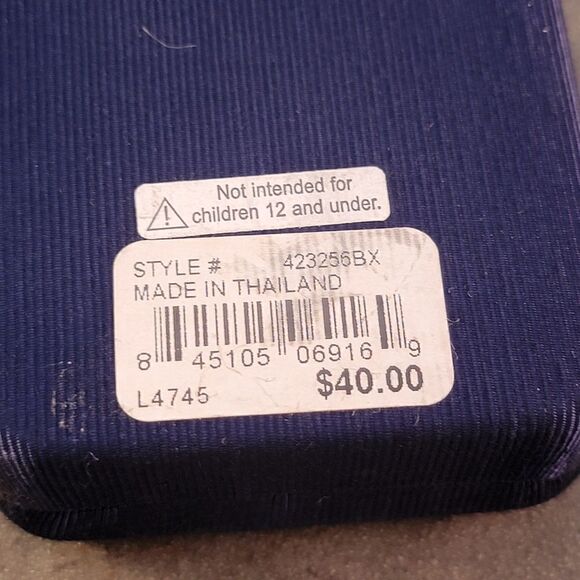 Not intended for
children 12 and under.
STYLE # 423256BX
MADE IN THAILAND
8 45105 06916 9
L4745 $40.00